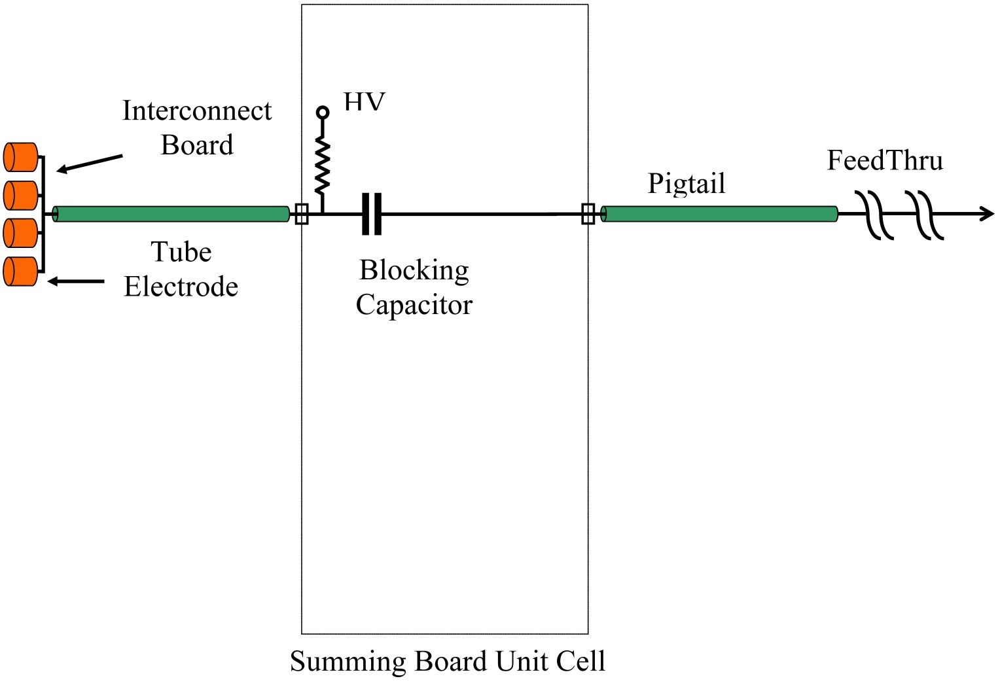 HV
Interconnect
Board
FeedThru
Pigtail
Tube
Electrode
Blocking
Capacitor
Summing Board Unit Cell